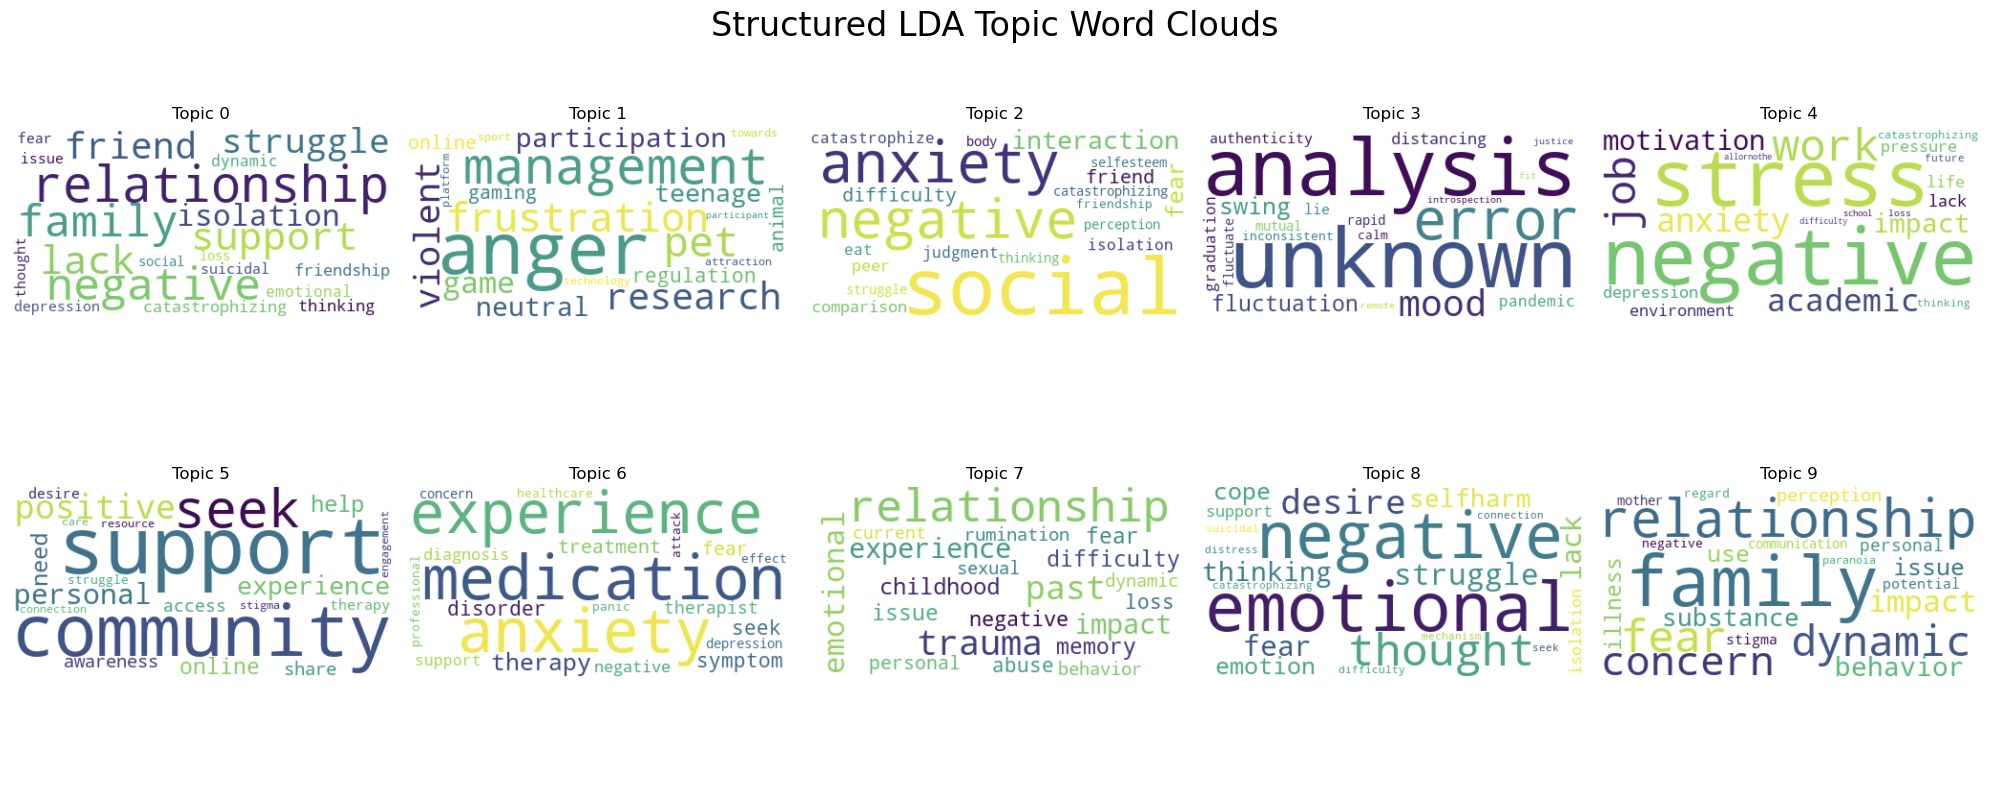 Structured LDA Topic Word Clouds
Topic 0
fear friend struggle
issue dynamic
relationship
family isolation
support
thought lack social loss
suicidal friendship
negative emotional
depression catastrophizing thinking
Topic 1
online sport participation towards
platform management
violent gaming teenage animal
frustration participant
anger pet
attraction
game technology regulation
neutral research
Topic 2
catastrophize body interaction
anxiety selfesteem
friend fear
difficulty catastrophizing
negative friendship
perception
eat judgment thinking isolation
peer
struggle social
comparison
Topic 3
authenticity distancing justice
analysis fit
graduation swing lie introspection
mutual rapid error
fluctuate inconsistent calm
unknown
fluctuation remote mood pandemic
Topic 4
motivation work catastrophizing
pressure
job allornothe future
stress life
lack
anxiety difficulty school loss impact
negative
depression academic thinking
environment
Topic 5
desire seek help
positive
care resource
need support engagement
struggle experience
personal
connection access stigma therapy
community
awareness online share
Topic 6
concern healthcare
experience
diagnosis treatment attack fear
effect
professional medication
disorder panic therapist
anxiety seek
depression
support therapy negative symptom
Topic 7
relationship
emotional current rumination fear
experience difficulty
sexual
childhood past dynamic
loss
issue negative impact
trauma memory
personal abuse behavior
Topic 8
cope desire selfharm
support connection
suicidal negative lack
distress
thinking struggle
catastrophizing
emotional isolation
fear mechanism
thought seek
emotion difficulty
Topic 9
mother regard perception
relationship
negative communication personal
use paranoia
illness family issue
potential
substance impact
fear stigma dynamic
concern behavior